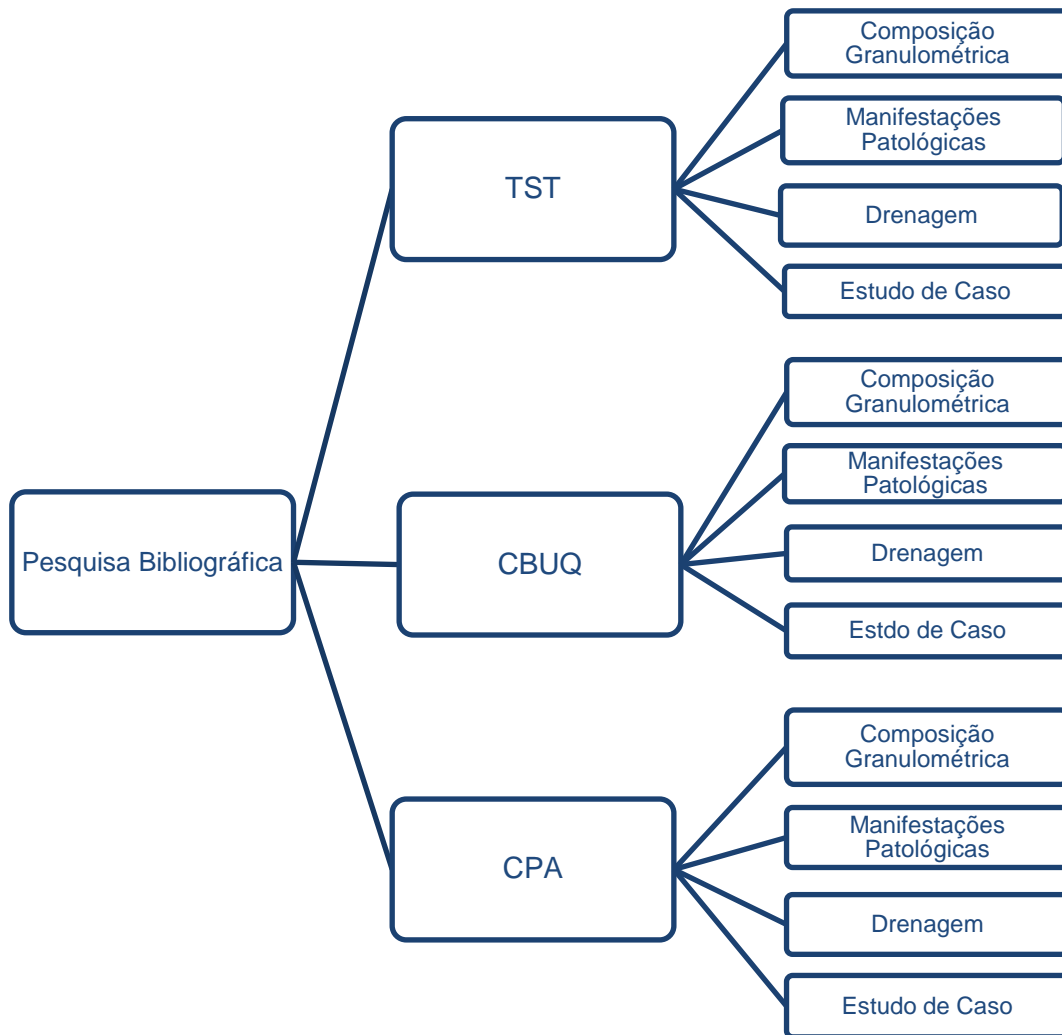 Composição
Granulométrica
Manifestações
Patológicas
TST
Drenagem
Estudo de Caso
Composição
Granulométrica
Manifestações
Patológicas
Pesquisa Bibliográfica
CBUQ
Drenagem
Estdo de Caso
Composição
Granulométrica
Manifestações
Patológicas
CPA
Drenagem
Estudo de Caso